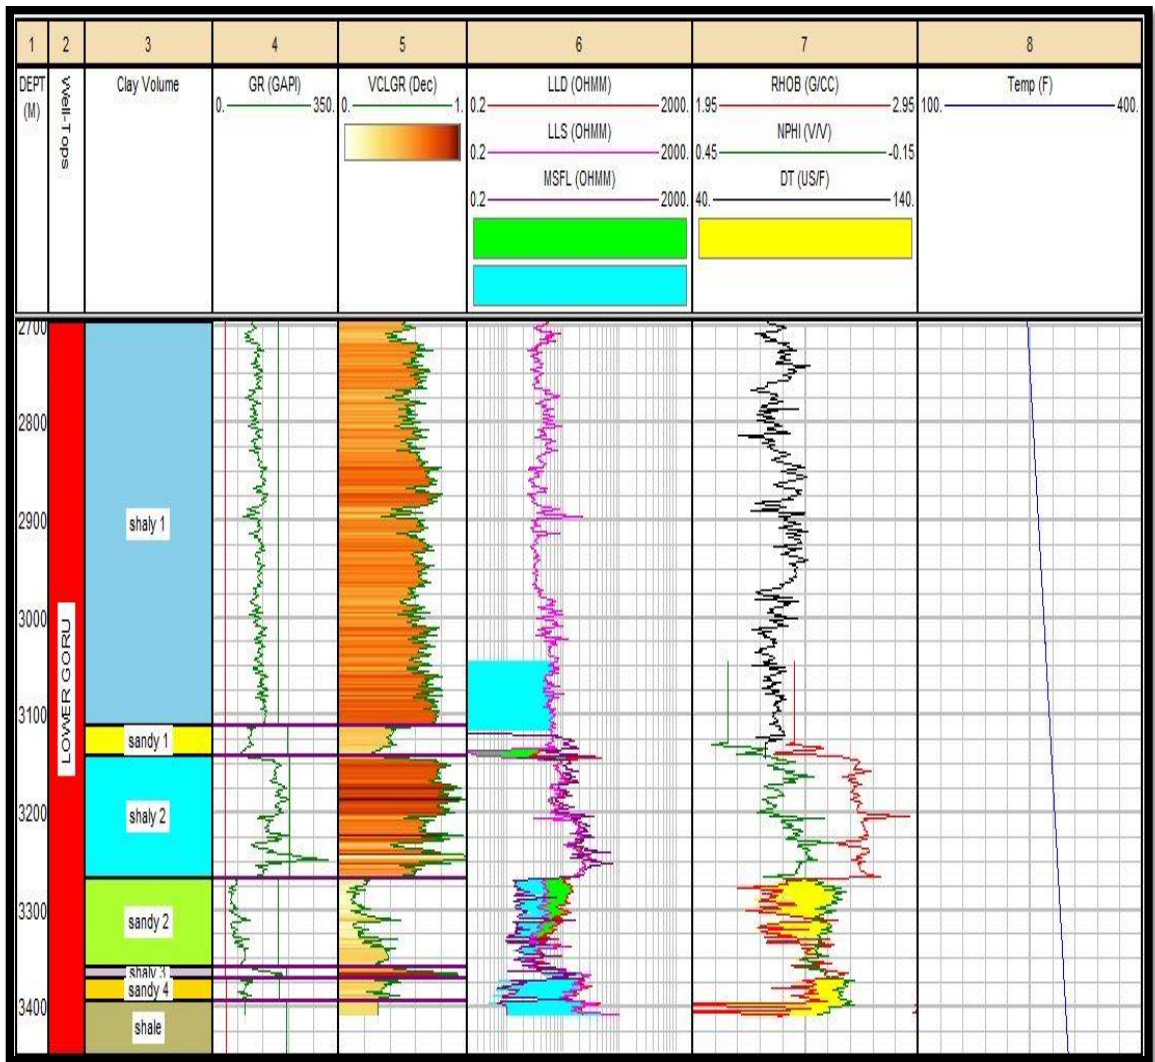 1 2 3 4 5 6 7 8
DEPT (M)
Well-Tops
Clay Volume
GR (GAPI)
0. 350.
VCLGR (Dec)
0. 1.
LLD (OHMM)
0.2 2000.
LLS (OHMM)
0.2 2000.
MSFL (OHMM)
0.2 2000.
RHOB (G/CC)
1.95 2.95
NPHI (V/V)
0.45 -0.15
DT (US/F)
40. 140.
Temp (F)
100. 400.
2700
2800
2900
3000
3100
3200
3300
3400
LOWER GORU
shaly 1
sandy 1
shaly 2
sandy 2
shaly 3
sandy 4
shale